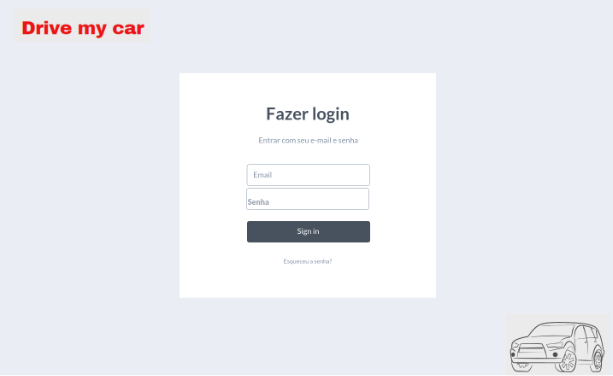 Drive my car
Fazer login
Entrar com seu e-mail e senha
Email
Senha
Sign in
Esqueceu a senha?